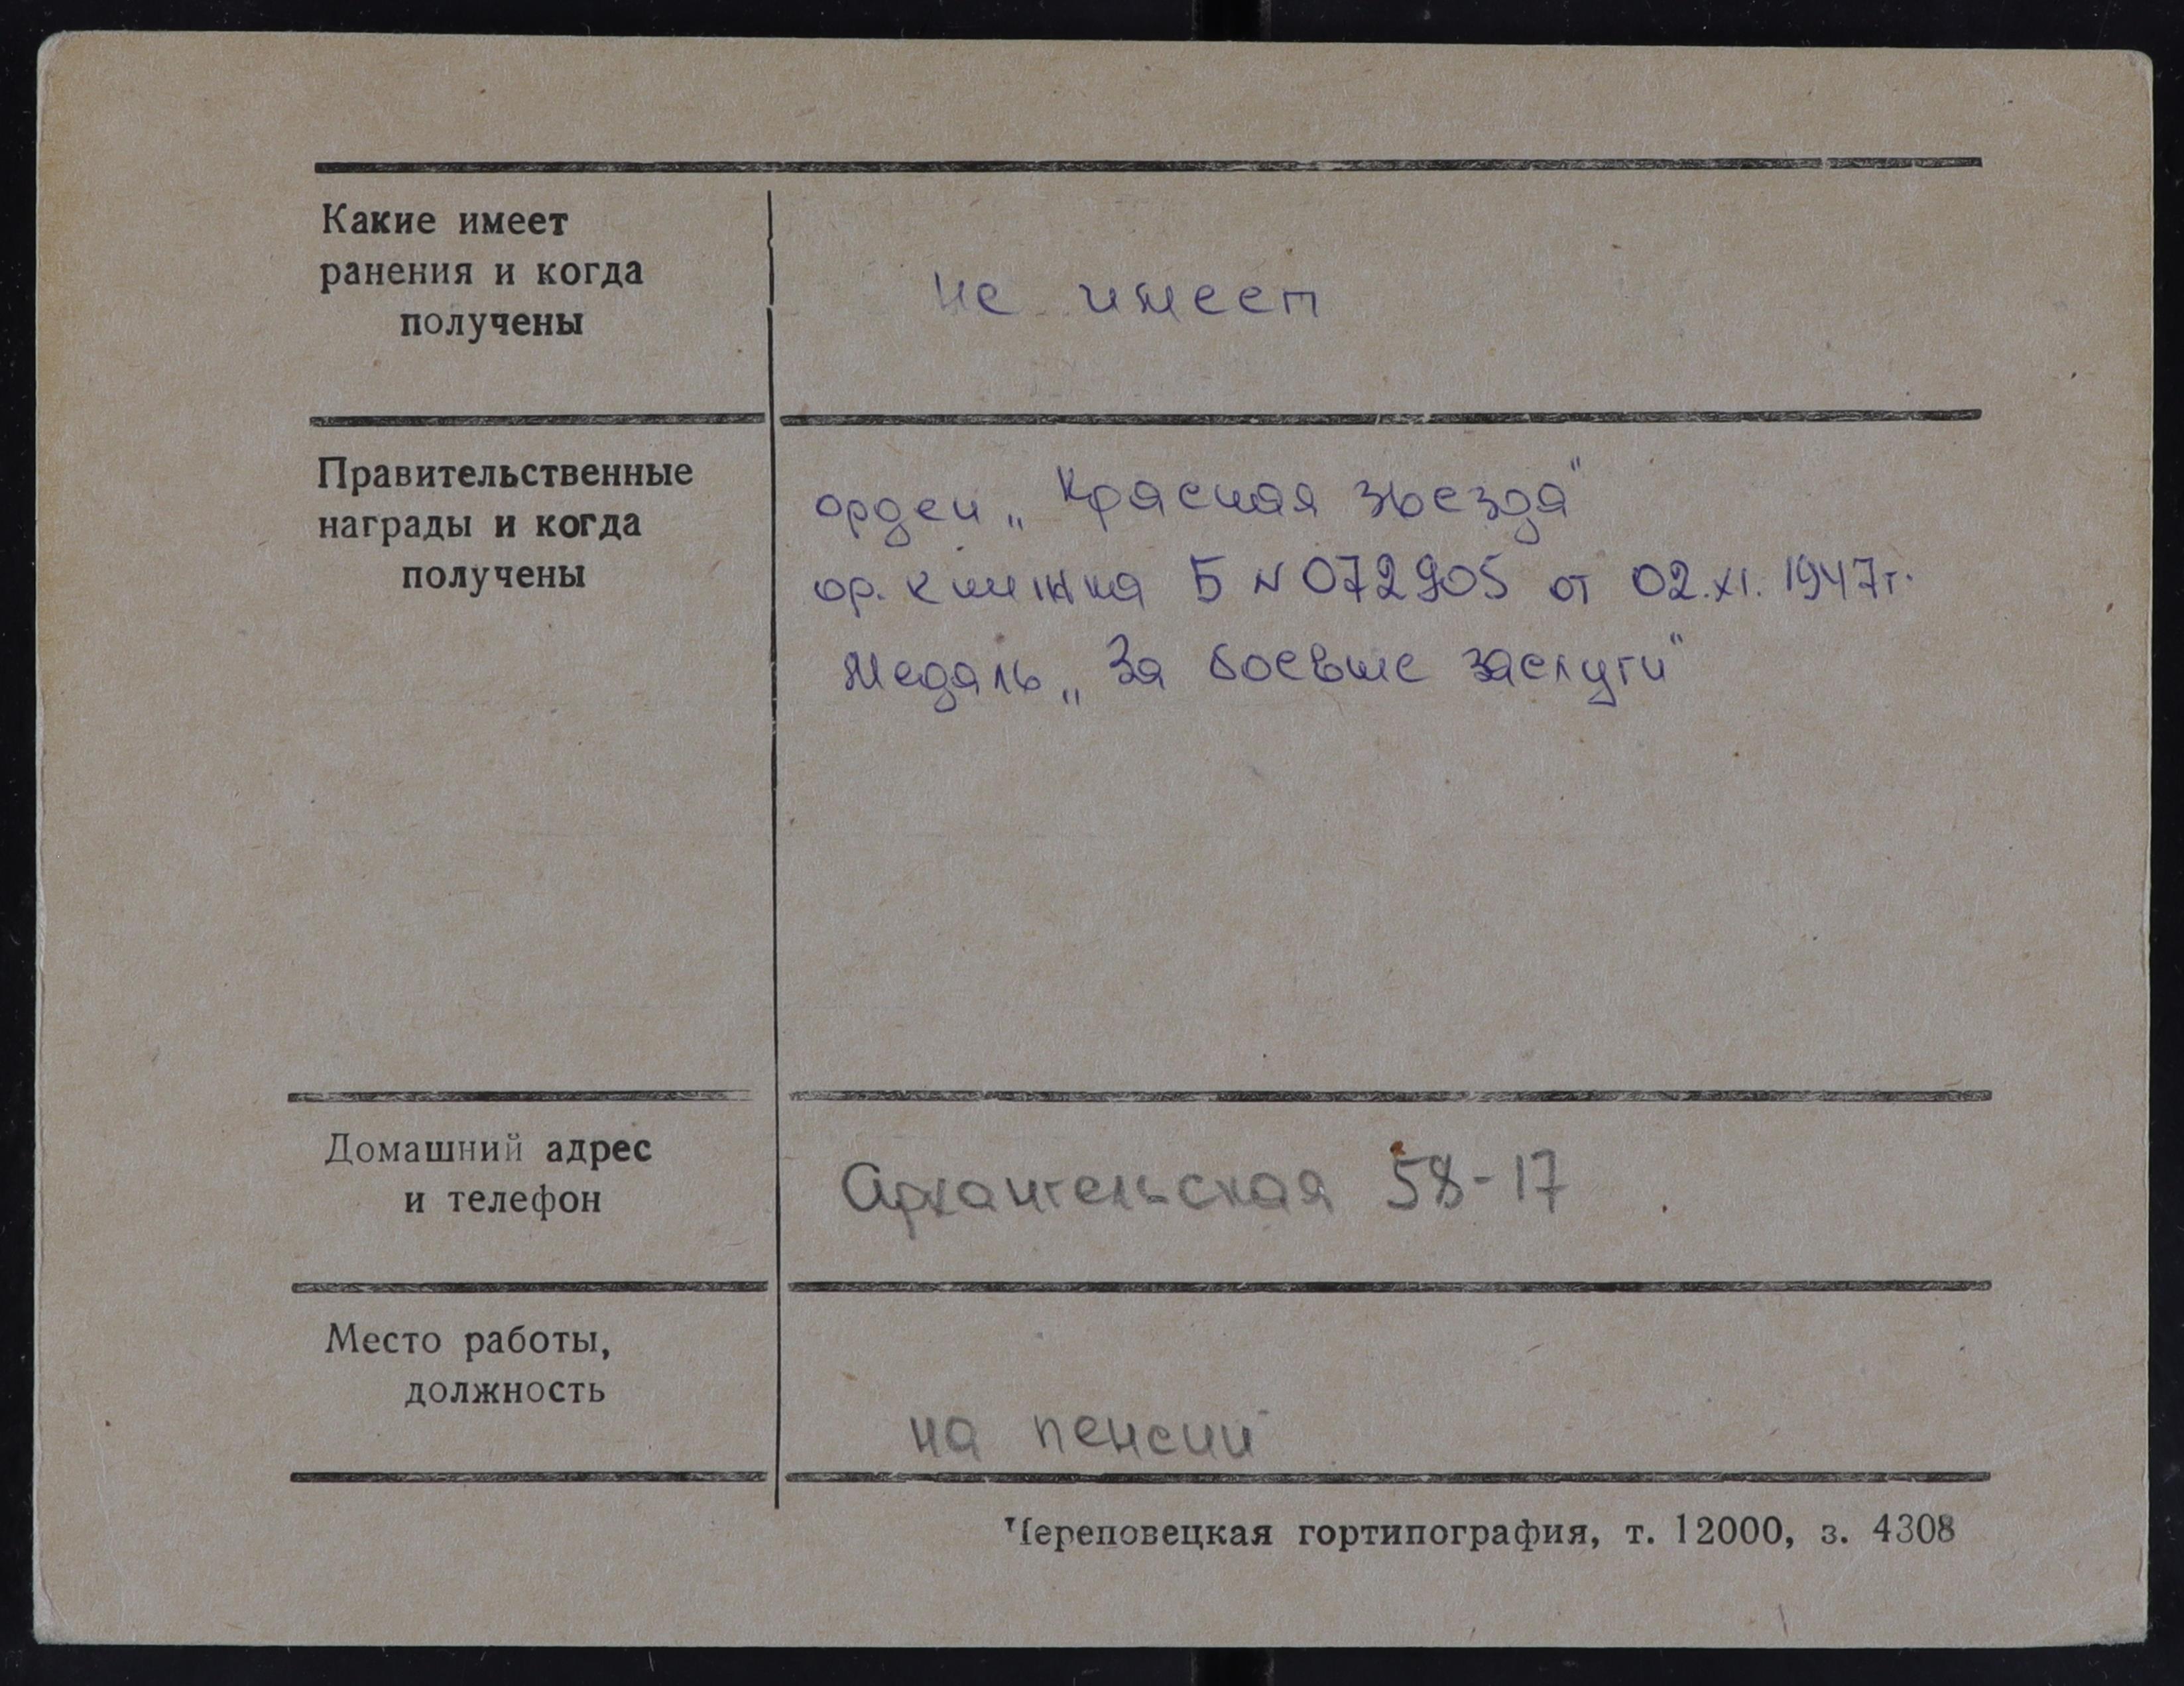 Какие имеет
ранения и когда
получены
не имеет
Правительственные
награды и когда
получены
орден „Красная звезда"
ор. книжка Б N 072905 от 02.XI.1947г.
Медаль „За боевые заслуги"
Домашний адрес
и телефон
Архангельская 58-17
Место работы,
должность
на пенсии
Череповецкая гортипография, т. 12000, з. 4308